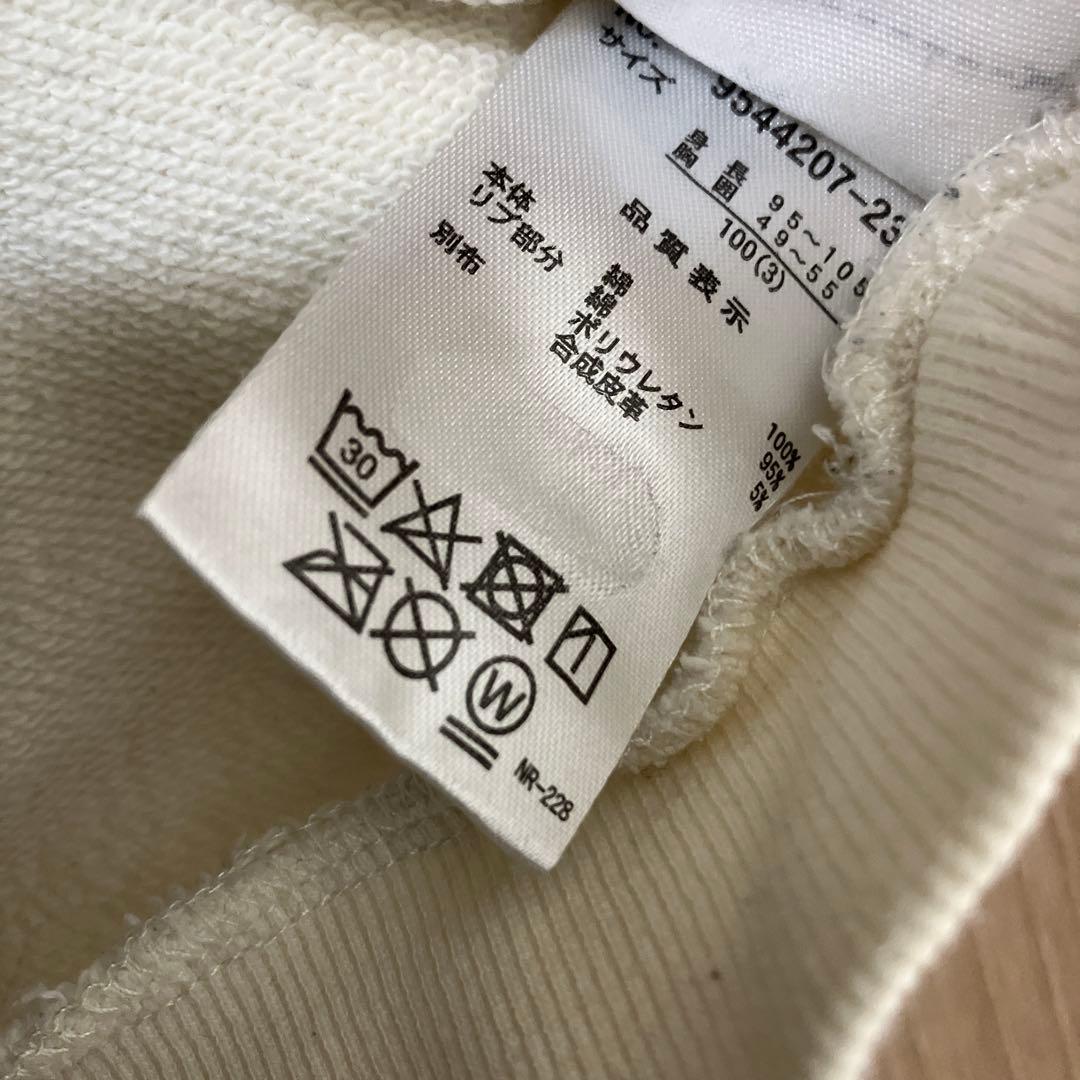 No. 9544207-23
サイズ
身長 95~105
胸囲 49~55
100(3)
品質表示
本体 綿 100%
リブ部分 綿 95%
ポリウレタン 5%
別布 合成皮革
30
W
NR-228